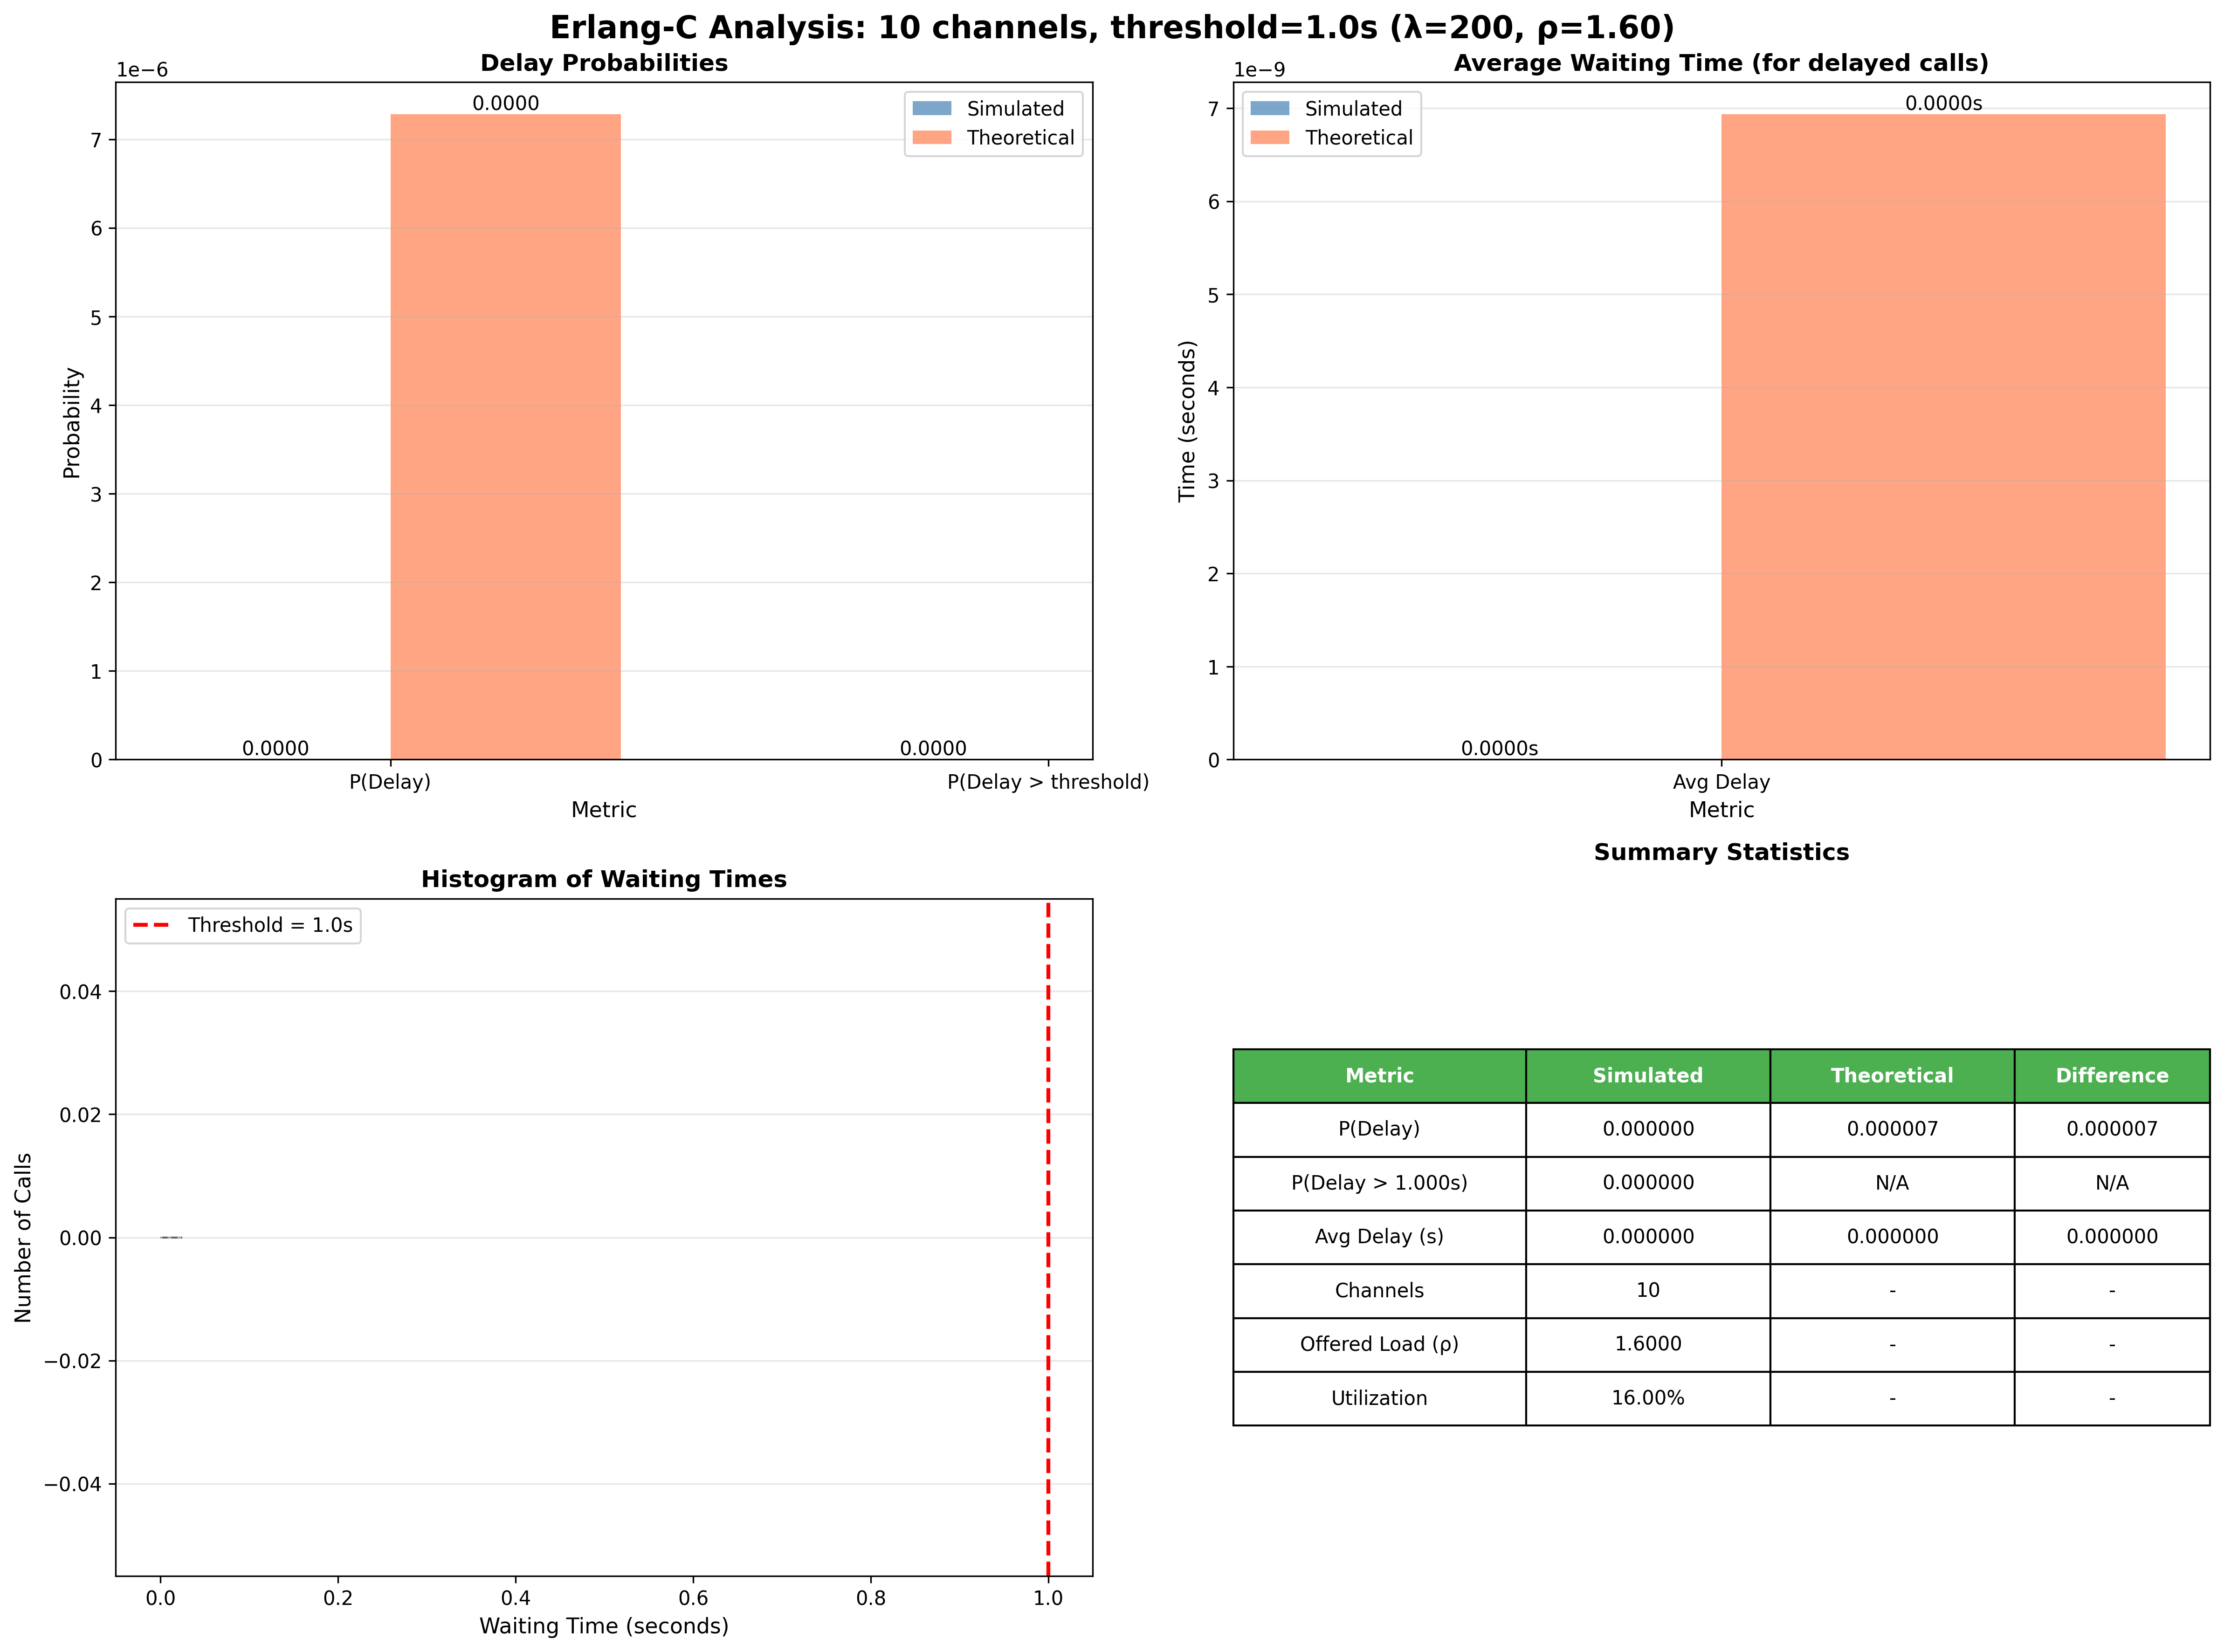 Erlang-C Analysis: 10 channels, threshold=1.0s (λ=200, ρ=1.60)
Delay Probabilities
1e−6
0.0000
Simulated
Theoretical
7
6
5
4
3
2
1
0
Probability
0.0000
0.0000
P(Delay)
P(Delay > threshold)
Metric
Average Waiting Time (for delayed calls)
1e−9
Simulated
Theoretical
0.0000s
7
6
5
4
3
2
1
0
Time (seconds)
0.0000s
Avg Delay
Metric
Histogram of Waiting Times
Threshold = 1.0s
0.04
0.02
0.00
−0.02
−0.04
Number of Calls
0.0 0.2 0.4 0.6 0.8 1.0
Waiting Time (seconds)
Summary Statistics
Metric Simulated Theoretical Difference
P(Delay) 0.000000 0.000007 0.000007
P(Delay > 1.000s) 0.000000 N/A N/A
Avg Delay (s) 0.000000 0.000000 0.000000
Channels 10 - -
Offered Load (ρ) 1.6000 - -
Utilization 16.00% - -